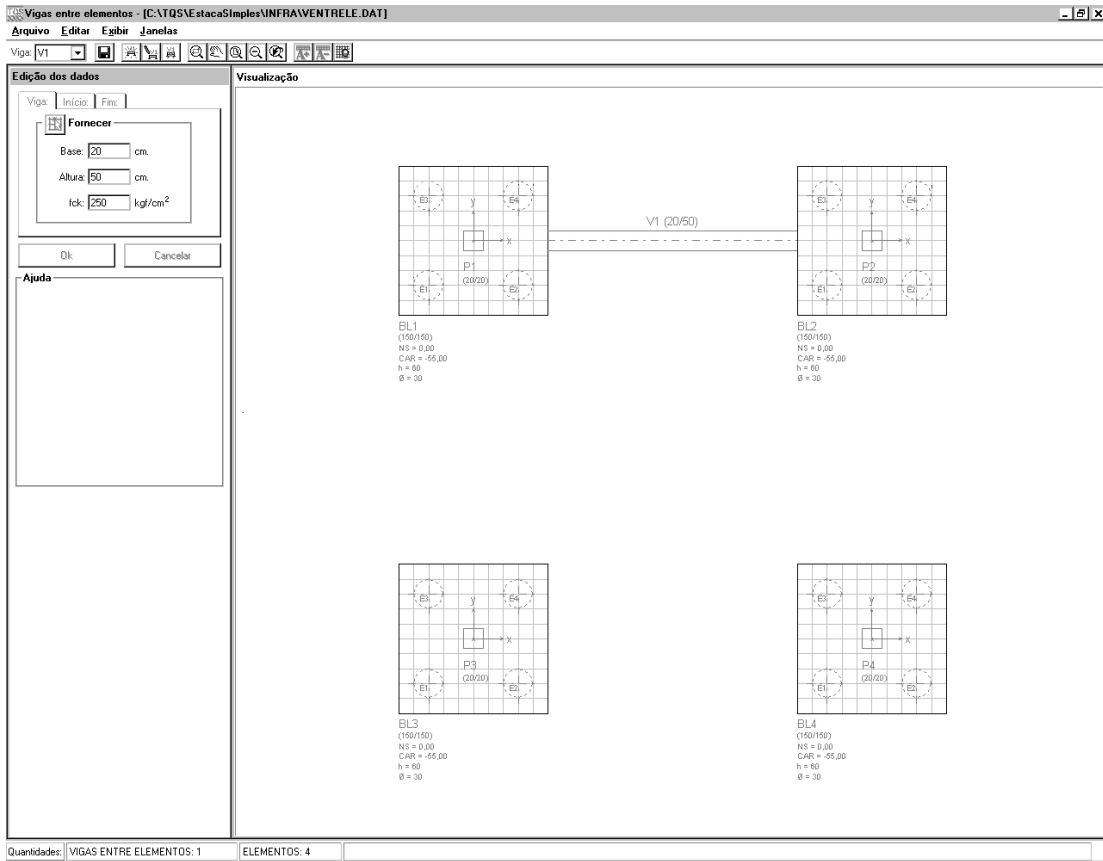 TQS Vigas entre elementos - [C:\TQS\EstacaSImples\INFRA\VENTRELE.DAT]
Arquivo Editar Exibir Janelas
Viga: V1
Edição dos dados
Visualização
Viga: Início: Fim:
Fornecer
Base: 20 cm.
Altura: 50 cm.
fck: 250 kgf/cm²
Ok Cancelar
Ajuda
E3 y E4
x
P1
(20/20)
E1 E2
BL1
(150/150)
NS = 0,00
CAR = -55,00
h = 60
Ø = 30
V1 (20/50)
E3 y E4
x
P2
(20/20)
E1 E2
BL2
(150/150)
NS = 0,00
CAR = -55,00
h = 60
Ø = 30
E3 y E4
x
P3
(20/20)
E1 E2
BL3
(150/150)
NS = 0,00
CAR = -55,00
h = 60
Ø = 30
E3 y E4
x
P4
(20/20)
E1 E2
BL4
(150/150)
NS = 0,00
CAR = -55,00
h = 60
Ø = 30
Quantidades: VIGAS ENTRE ELEMENTOS: 1 ELEMENTOS: 4